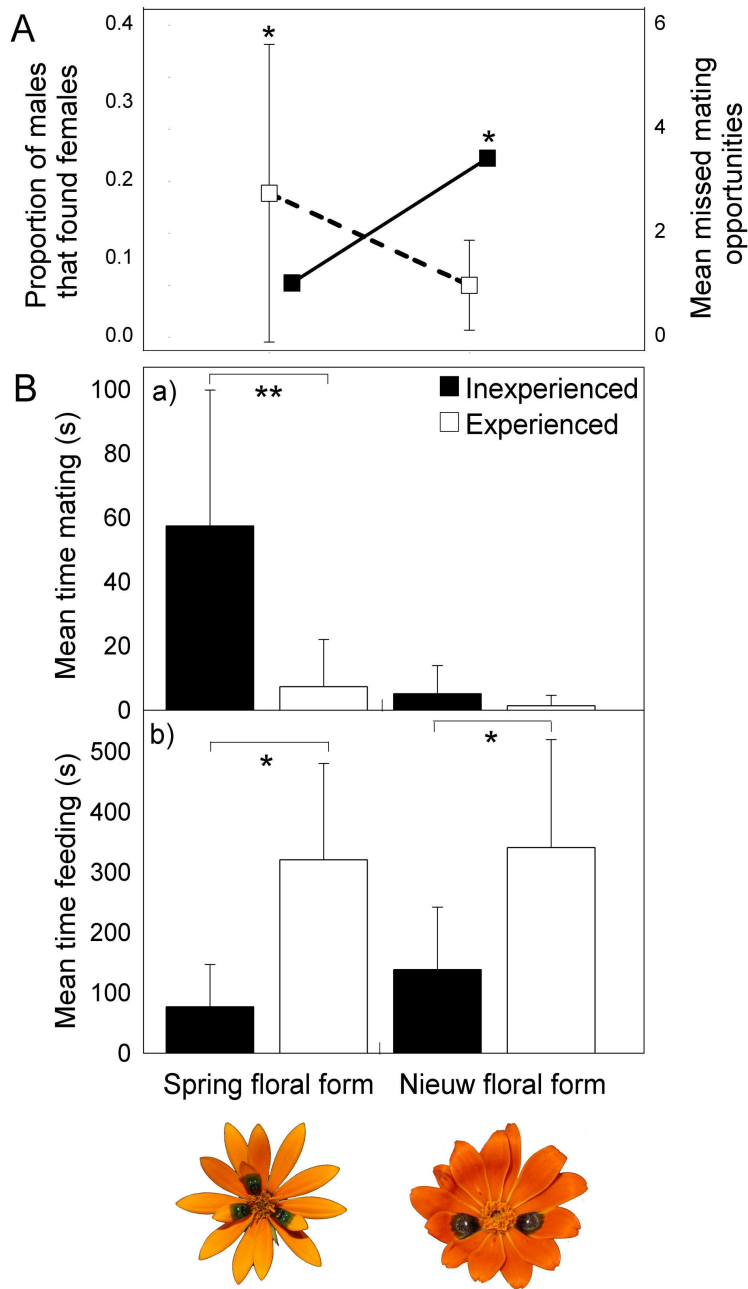 A
Proportion of males
that found females
0.4
0.3
0.2
0.1
0.0
*
*
6
4
2
0
Mean missed mating
opportunities
B
a)
Mean time mating (s)
100
80
60
40
20
0
**
Inexperienced
Experienced
b)
Mean time feeding (s)
500
400
300
200
100
0
*
*
Spring floral form
Nieuw floral form